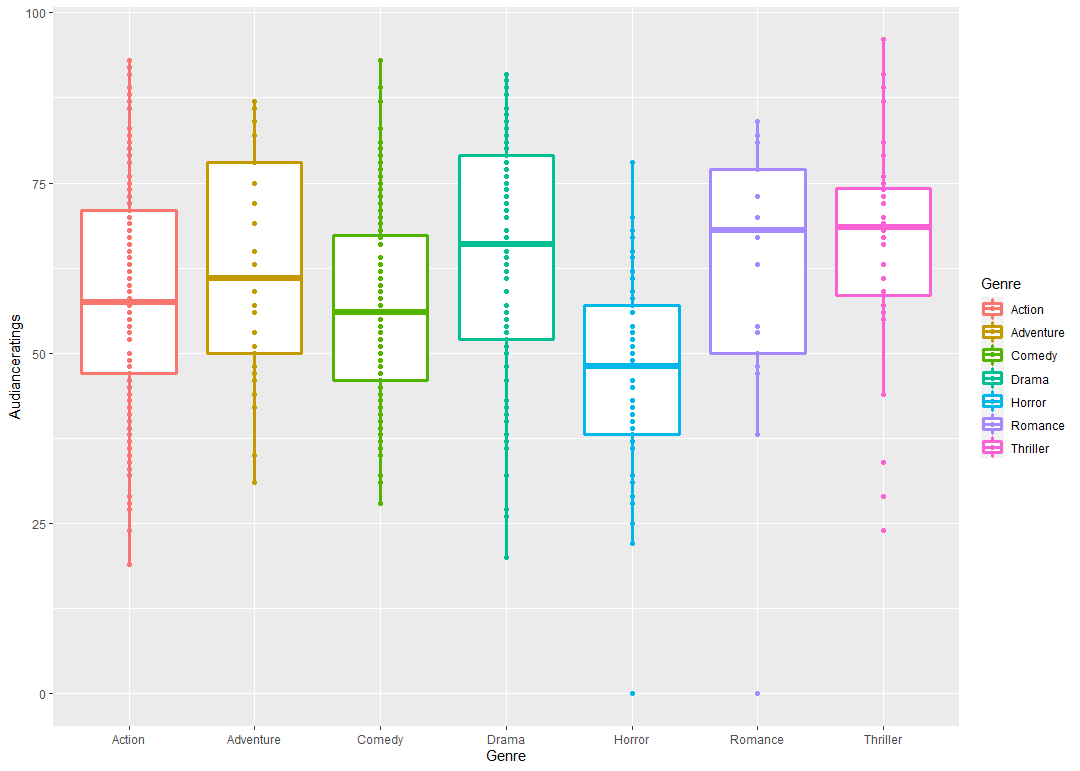 100
75
50
25
0
Audianceratings
Action
Adventure
Comedy
Drama
Horror
Romance
Thriller
Genre
Genre
Action
Adventure
Comedy
Drama
Horror
Romance
Thriller